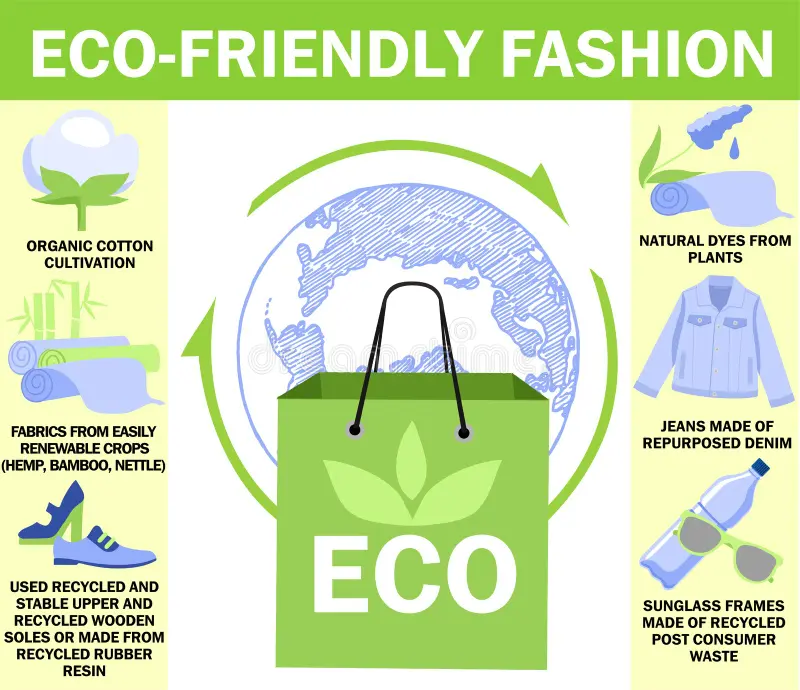 ECO-FRIENDLY FASHION
ORGANIC COTTON
CULTIVATION
FABRICS FROM EASILY
RENEWABLE CROPS
(HEMP, BAMBOO, NETTLE)
USED RECYCLED AND
STABLE UPPER AND
RECYCLED WOODEN
SOLES OR MADE FROM
RECYCLED RUBBER
RESIN
ECO
NATURAL DYES FROM
PLANTS
JEANS MADE OF
REPURPOSED DENIM
SUNGLASS FRAMES
MADE OF RECYCLED
POST CONSUMER
WASTE